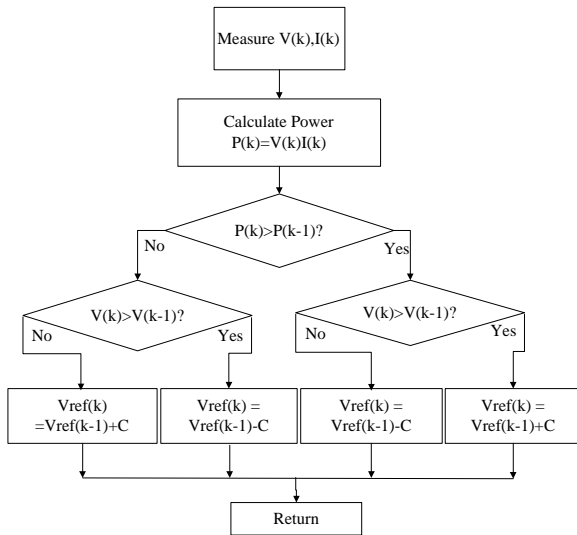 Measure V(k),I(k)
Calculate Power
P(k)=V(k)I(k)
P(k)>P(k-1)?
No
Yes
V(k)>V(k-1)?
V(k)>V(k-1)?
No
Yes
No
Yes
Vref(k)
=Vref(k-1)+C
Vref(k) =
Vref(k-1)-C
Vref(k) =
Vref(k-1)-C
Vref(k) =
Vref(k-1)+C
Return